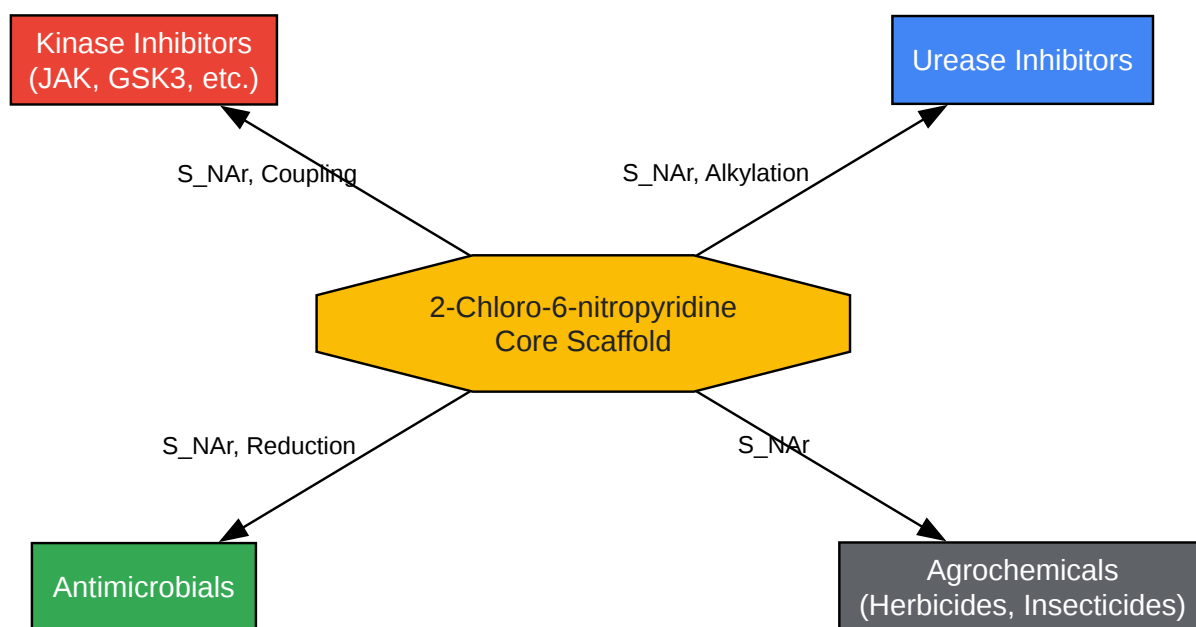 Kinase Inhibitors
(JAK, GSK3, etc.)
Urease Inhibitors
S_NAr, Coupling
S_NAr, Alkylation
2-Chloro-6-nitropyridine
Core Scaffold
S_NAr, Reduction
S_NAr
Antimicrobials
Agrochemicals
(Herbicides, Insecticides)